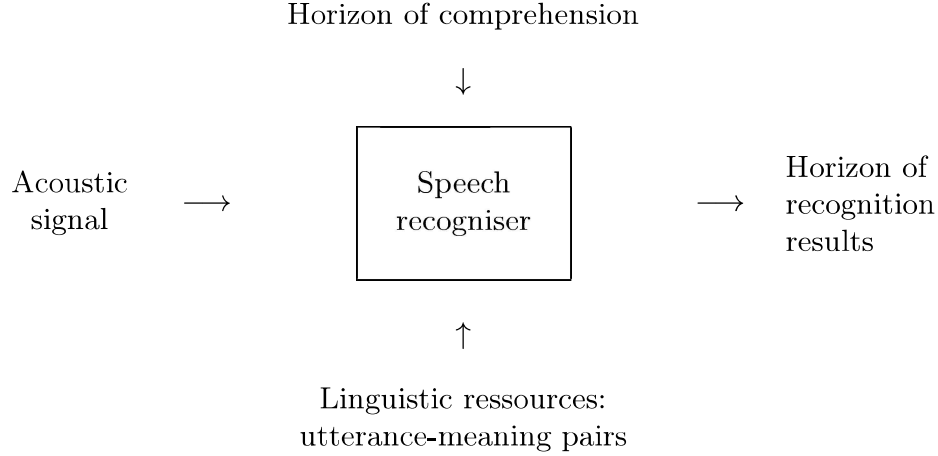 Horizon of comprehension
↓
Acoustic
signal
→
Speech
recogniser
→
Horizon of
recognition
results
↑
Linguistic ressources:
utterance-meaning pairs